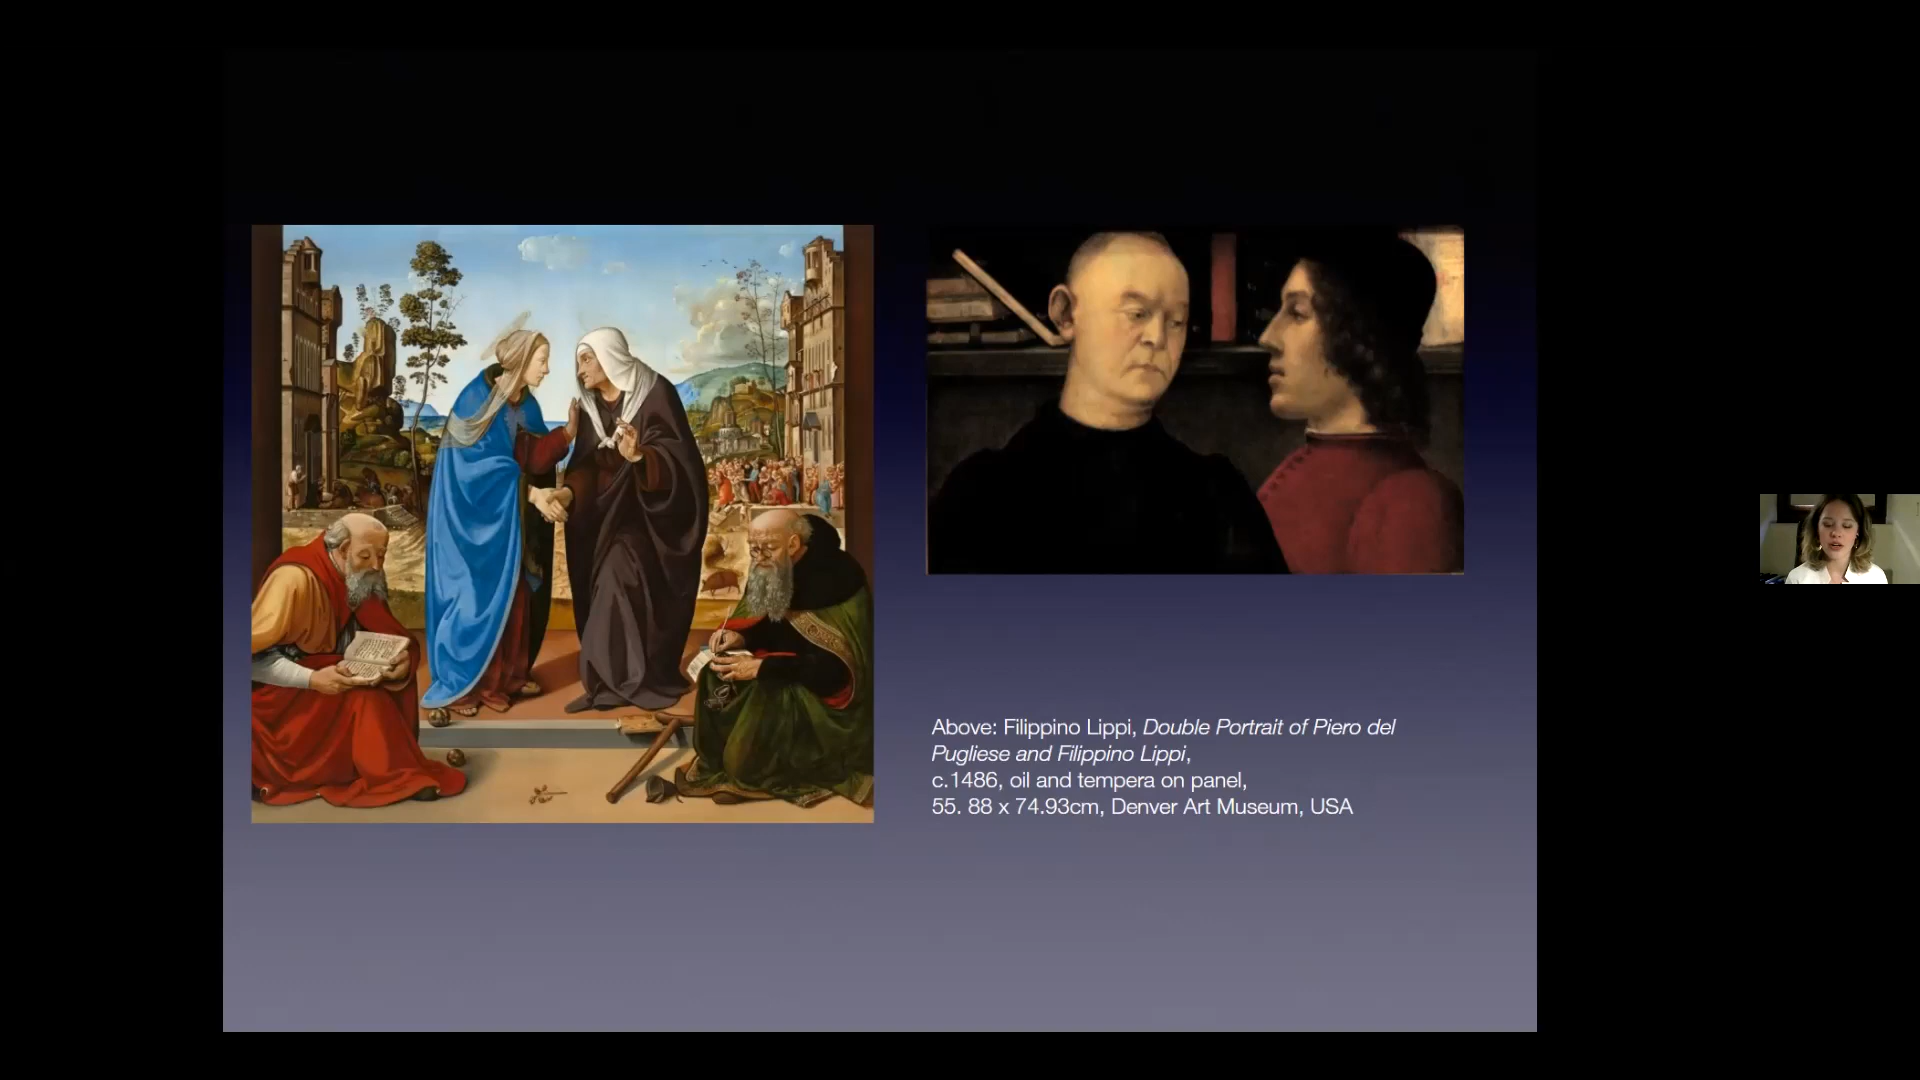 Above: Filippino Lippi, Double Portrait of Piero del
Pugliese and Filippino Lippi,
c.1486, oil and tempera on panel,
55. 88 x 74.93cm, Denver Art Museum, USA